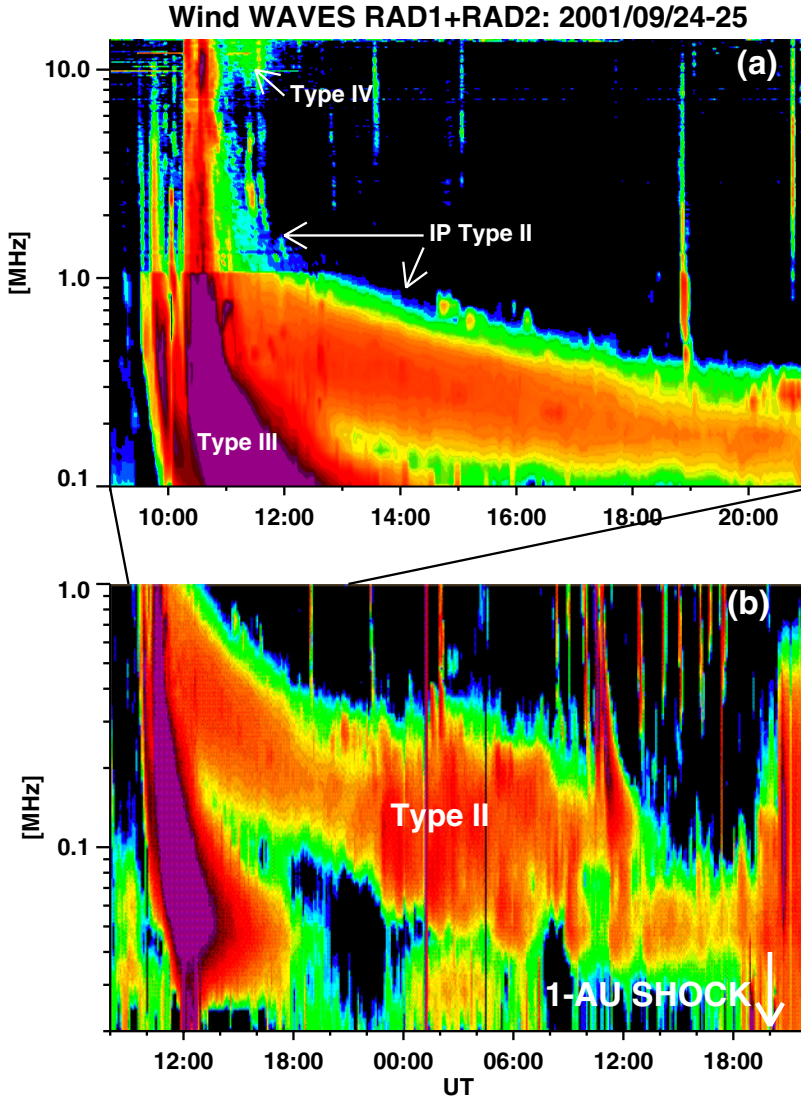 Wind WAVES RAD1+RAD2: 2001/09/24-25
(a)
10.0
Type IV
IP Type II
1.0
[MHz]
Type III
0.1
10:00 12:00 14:00 16:00 18:00 20:00
(b)
1.0
[MHz]
Type II
0.1
1-AU SHOCK
12:00 18:00 00:00 06:00 12:00 18:00
UT